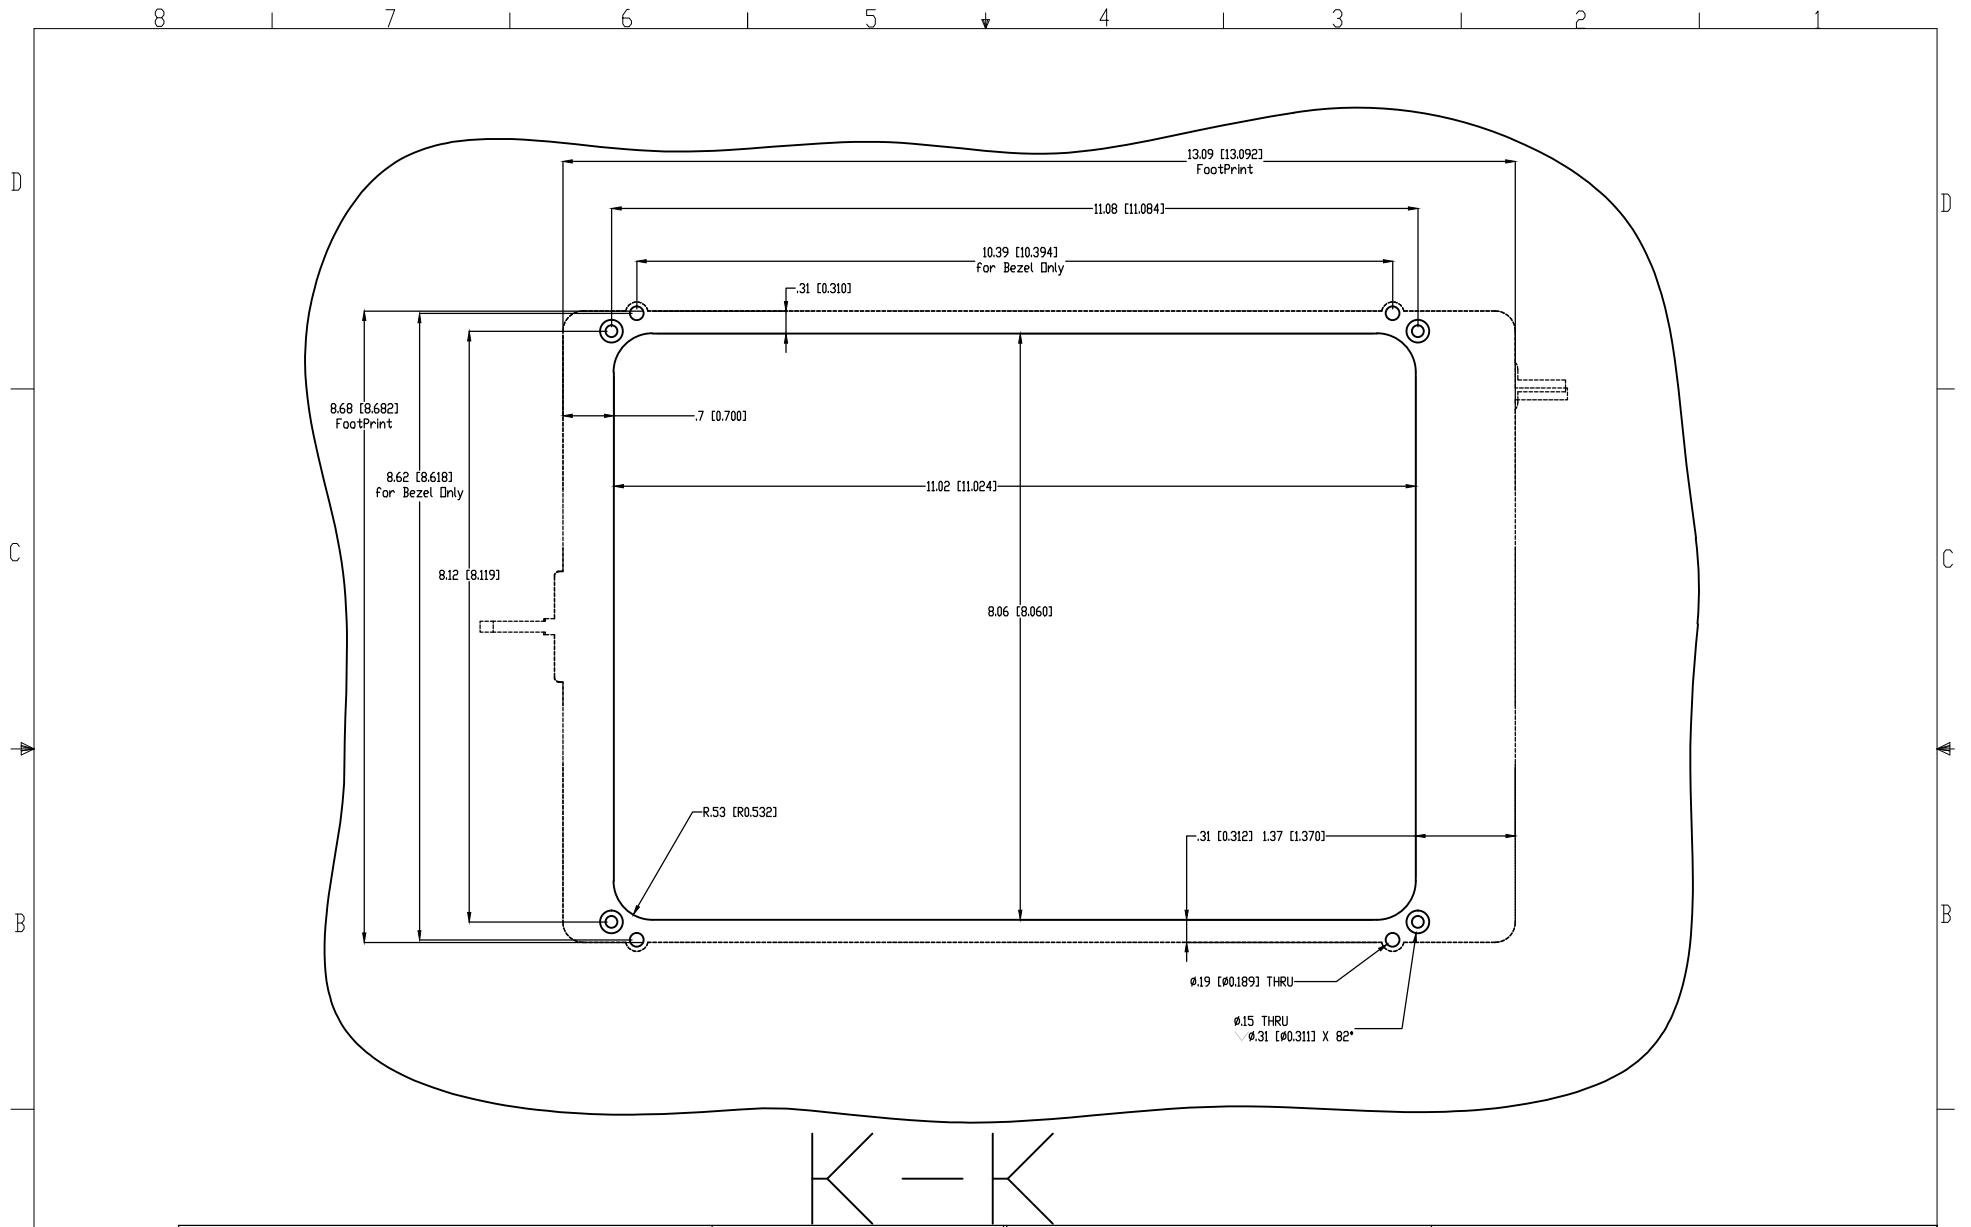 8 7 6 5 4 3 2 1
13.09 [13.092]
FootPrint
D
D
11.08 [11.084]
10.39 [10.394]
for Bezel Only
.31 [0.310]
8.68 [8.682]
FootPrint
.7 [0.700]
8.62 [8.618]
for Bezel Only
11.02 [11.024]
C
C
8.12 [8.119]
8.06 [8.060]
R.53 [R0.532]
.31 [0.312] 1.37 [1.370]
B
B
ø.19 [ø0.189] THRU
ø.15 THRU
⌵ø.31 [ø0.311] X 82°
K-K